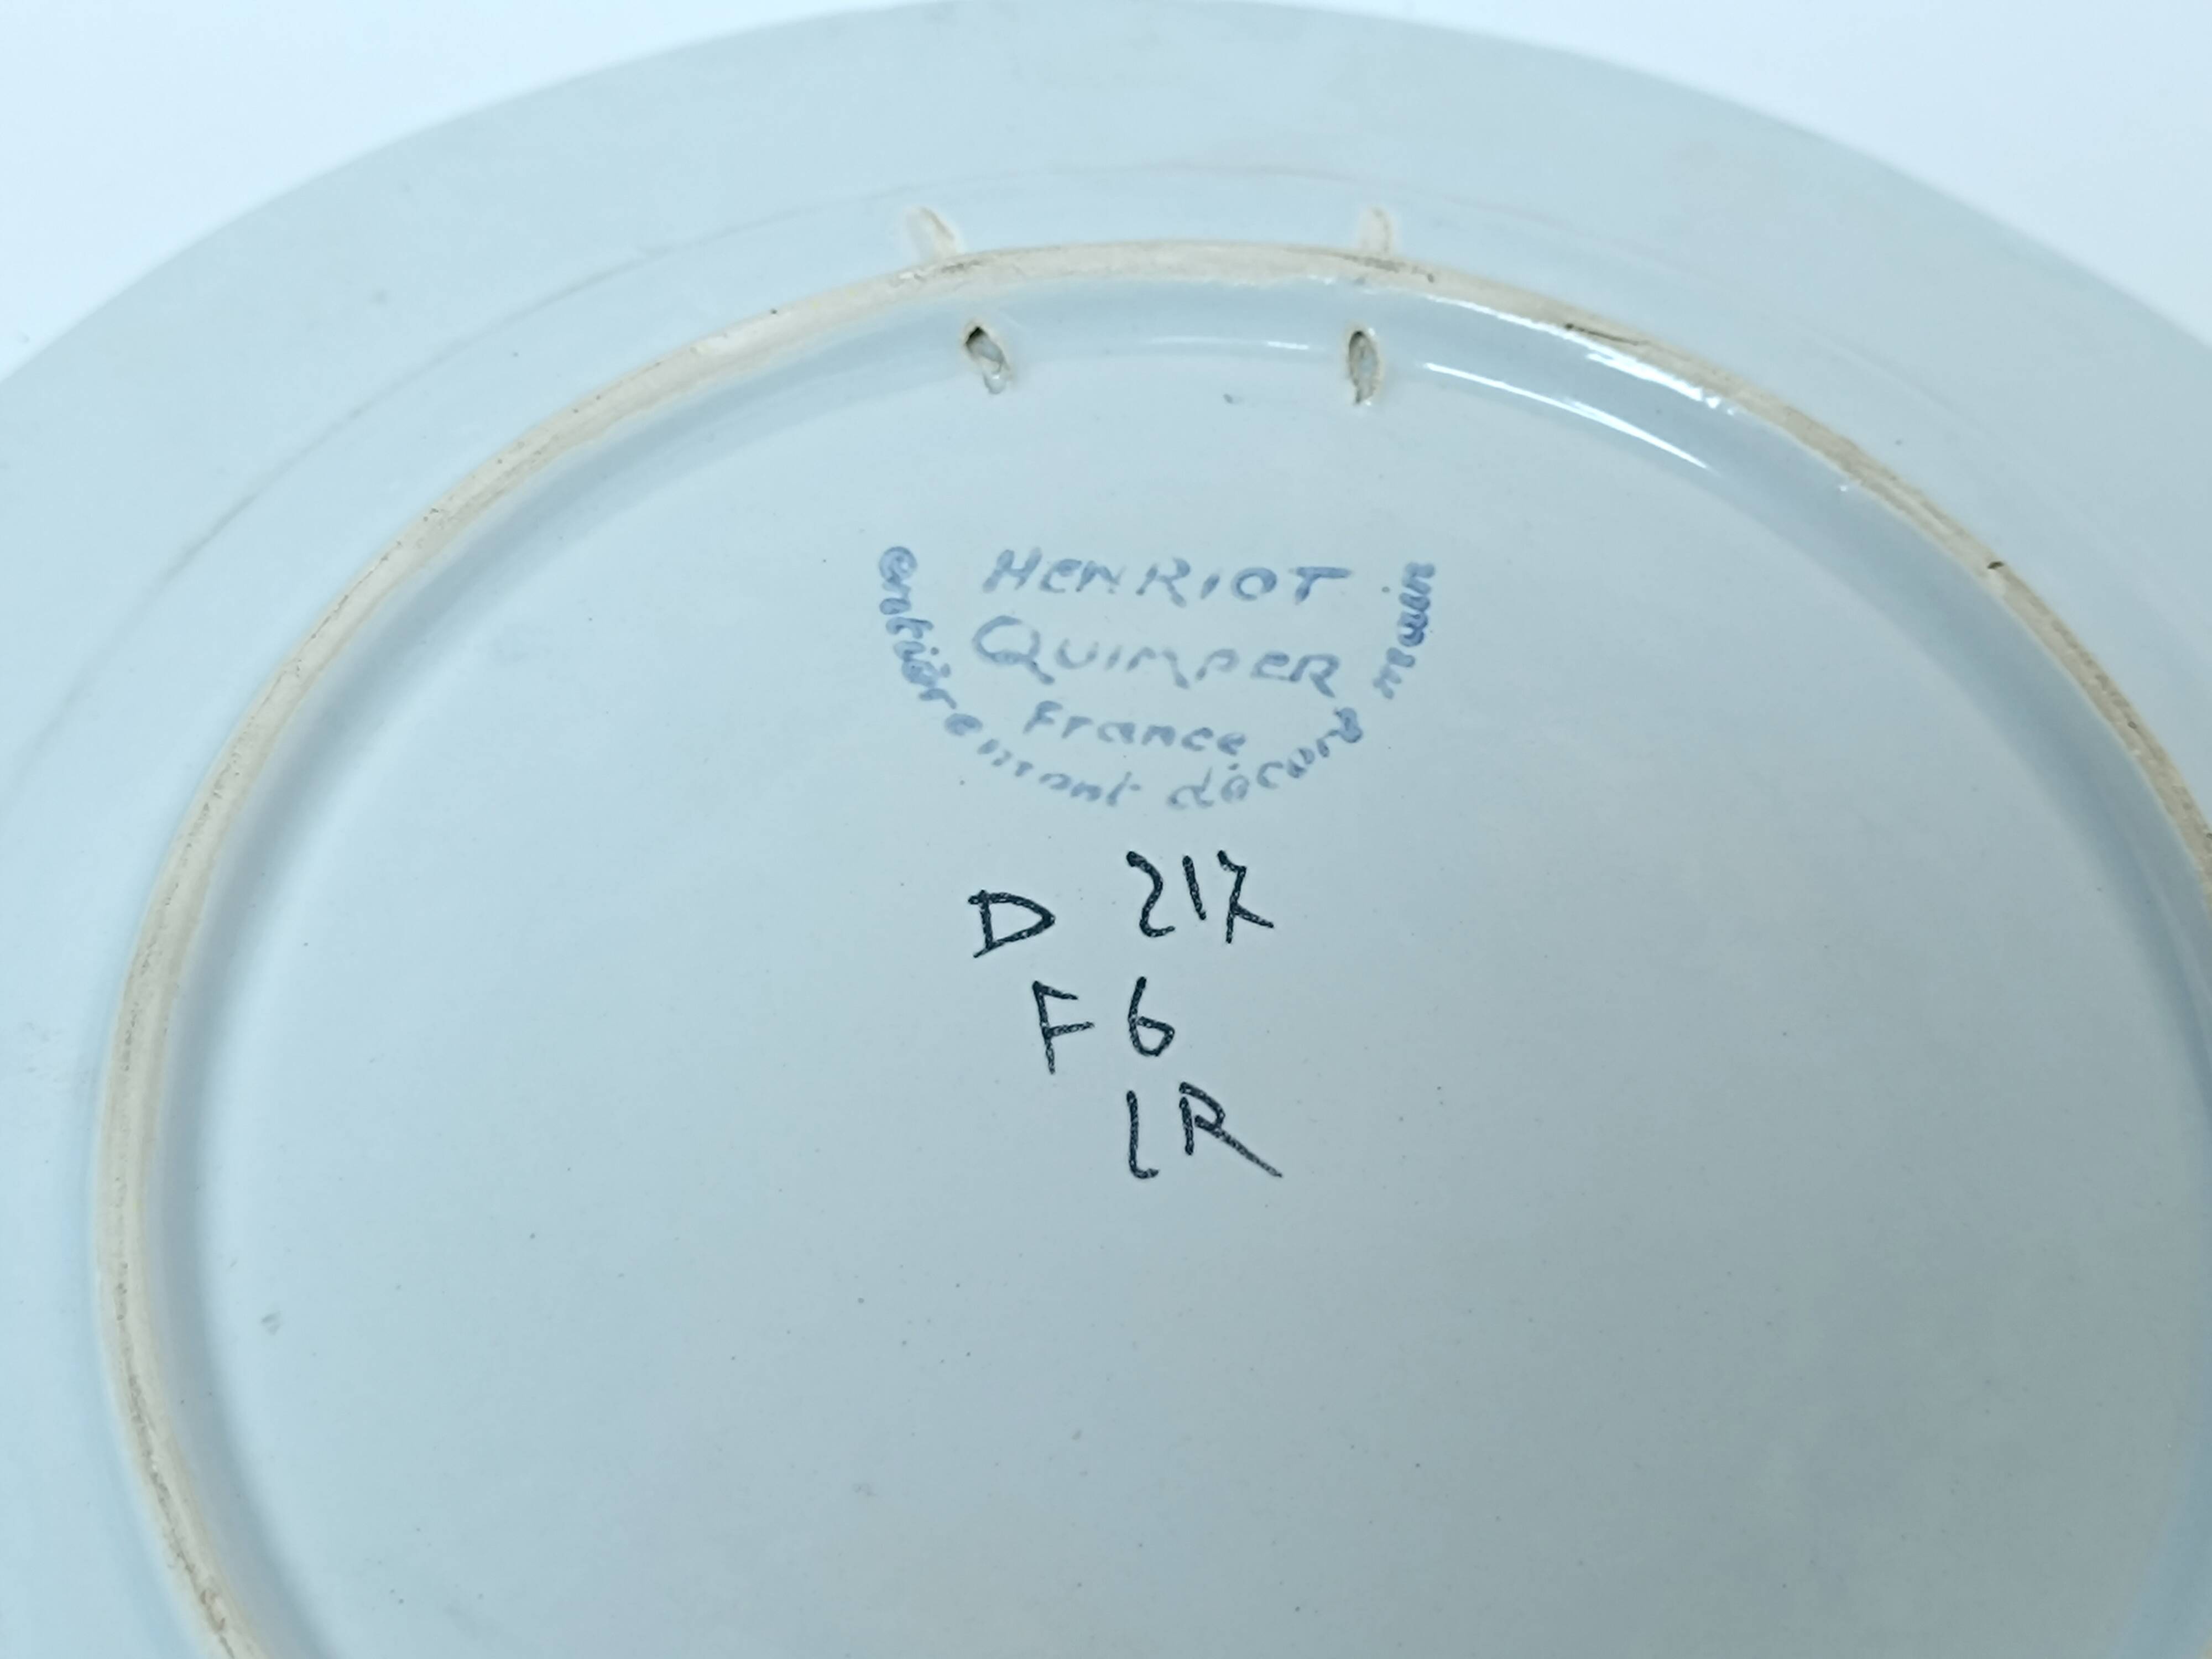 HENRIOT
QUIMPER
France
entièrement décoré main
D 217
F 6
LR